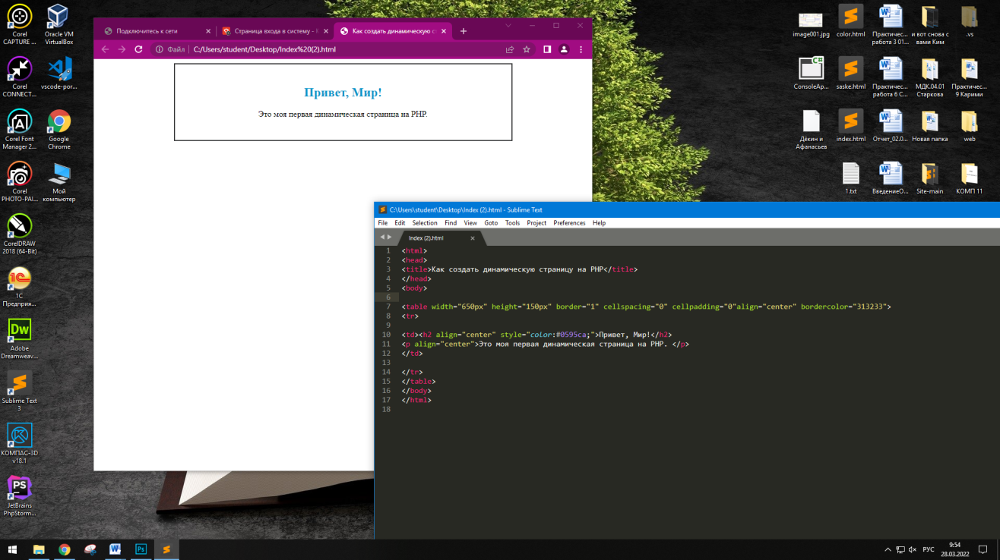 Corel
CAPTURE ...
Oracle VM
VirtualBox
Corel
CONNECT...
vscode-por...
Corel Font
Manager 2...
Google
Chrome
Corel
PHOTO-PAI...
Мой
компьютер
CorelDRAW
2018 (64-Bit)
1C
1С
Предприя...
Dw
Adobe
Dreamweav...
Sublime Text
3
КОМПАС-3D
v18.1
PS
JetBrains
PhpStorm...
Подключитесь к сети
Страница входа в систему -
Как создать динамическую с
Файл
C:/Users/student/Desktop/Index%20(2).html
Привет, Мир!
Это моя первая динамическая страница на PHP.
image001.jpg
color.html
Практичес...
работа 3 01...
и вот снова с
вами Ким
.vs
C#
ConsoleAp...
saske.html
Практичес...
работа 6 С...
МДК.04.01
Старкова
Практичес...
9 Карими
Дёкин и
Афанасьев
index.html
Отчет_02.0...
Новая папка
web
1.txt
ВведениеО...
Site-main
КОМП 11
C:\Users\student\Desktop\Index (2).html - Sublime Text
File Edit Selection Find View Goto Tools Project Preferences Help
Index (2).html
1 <html>
2 <head>
3 <title>Как создать динамическую страницу на PHP</title>
4 </head>
5 <body>
6
7 <table width="650px" height="150px" border="1" cellspacing="0" cellpadding="0"align="center" bordercolor="313233">
8 <tr>
9
10 <td><h2 align="center" style="color:#0595ca;">Привет, Мир!</h2>
11 <p align="center">Это моя первая динамическая страница на PHP. </p>
12 </td>
13
14 </tr>
15 </table>
16 </body>
17 </html>
18
Ps
РУС
9:54
28.03.2022